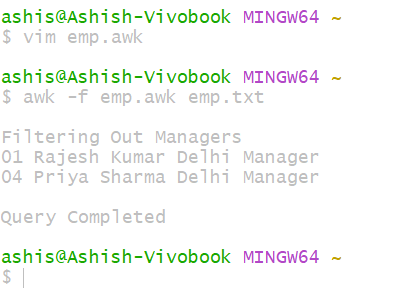 ashis@Ashish-Vivobook MINGW64 ~
$ vim emp.awk
ashis@Ashish-Vivobook MINGW64 ~
$ awk -f emp.awk emp.txt
Filtering Out Managers
01 Rajesh Kumar Delhi Manager
04 Priya Sharma Delhi Manager
Query Completed
ashis@Ashish-Vivobook MINGW64 ~
$